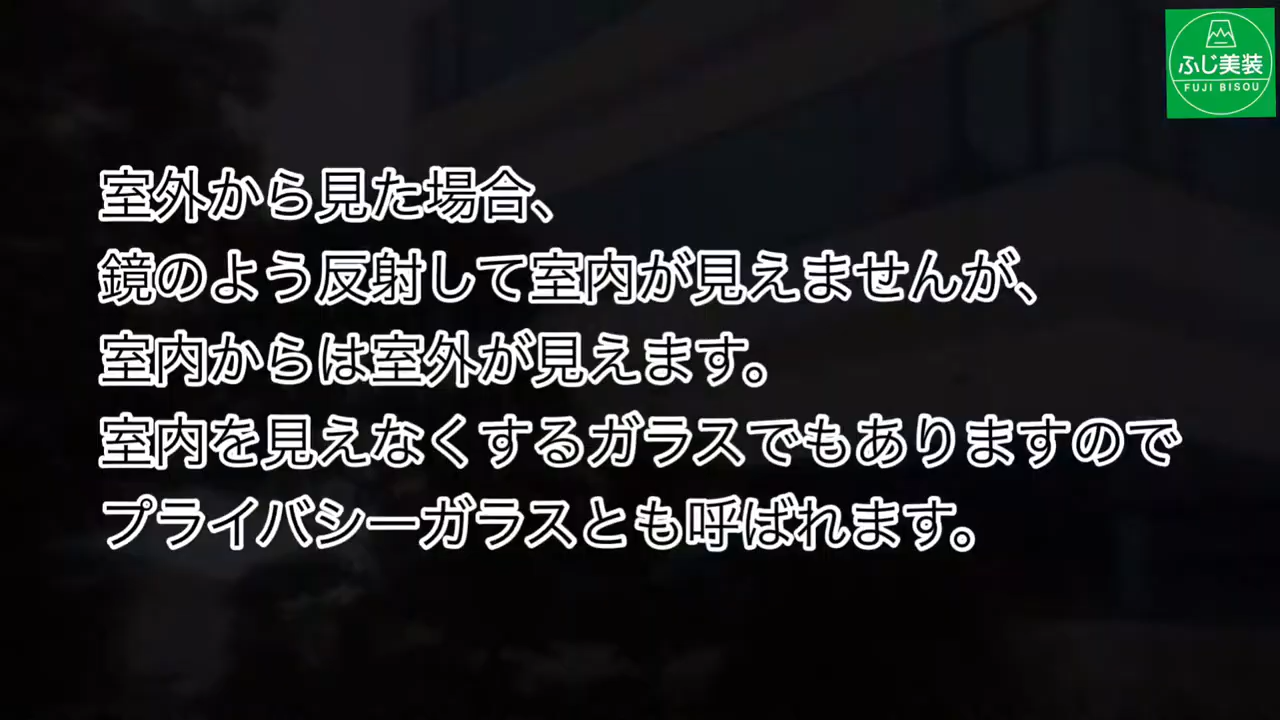 ふじ美装
FUJI BISOU
室外から見た場合、
鏡のよう反射して室内が見えませんが、
室内からは室外が見えます。
室内を見えなくするガラスでもありますので
プライバシーガラスとも呼ばれます。